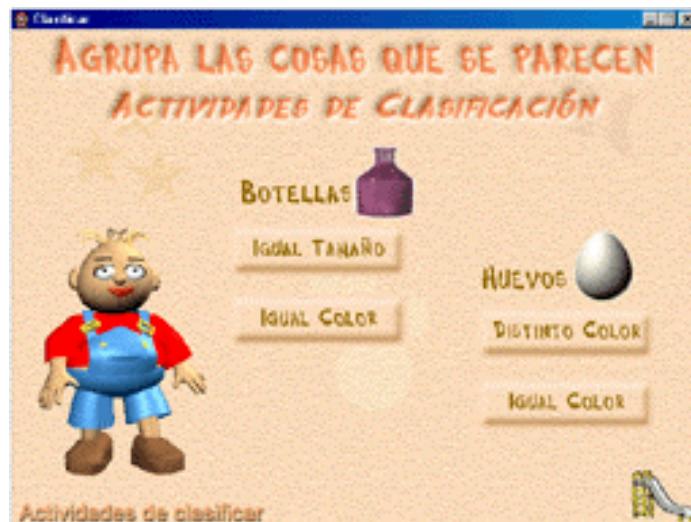 Clasificar
AGRUPA LAS COSAS QUE SE PARECEN
ACTIVIDADES DE CLASIFICACIÓN
BOTELLAS
IGUAL TAMAÑO
IGUAL COLOR
HUEVOS
DISTINTO COLOR
IGUAL COLOR
Actividades de clasificar